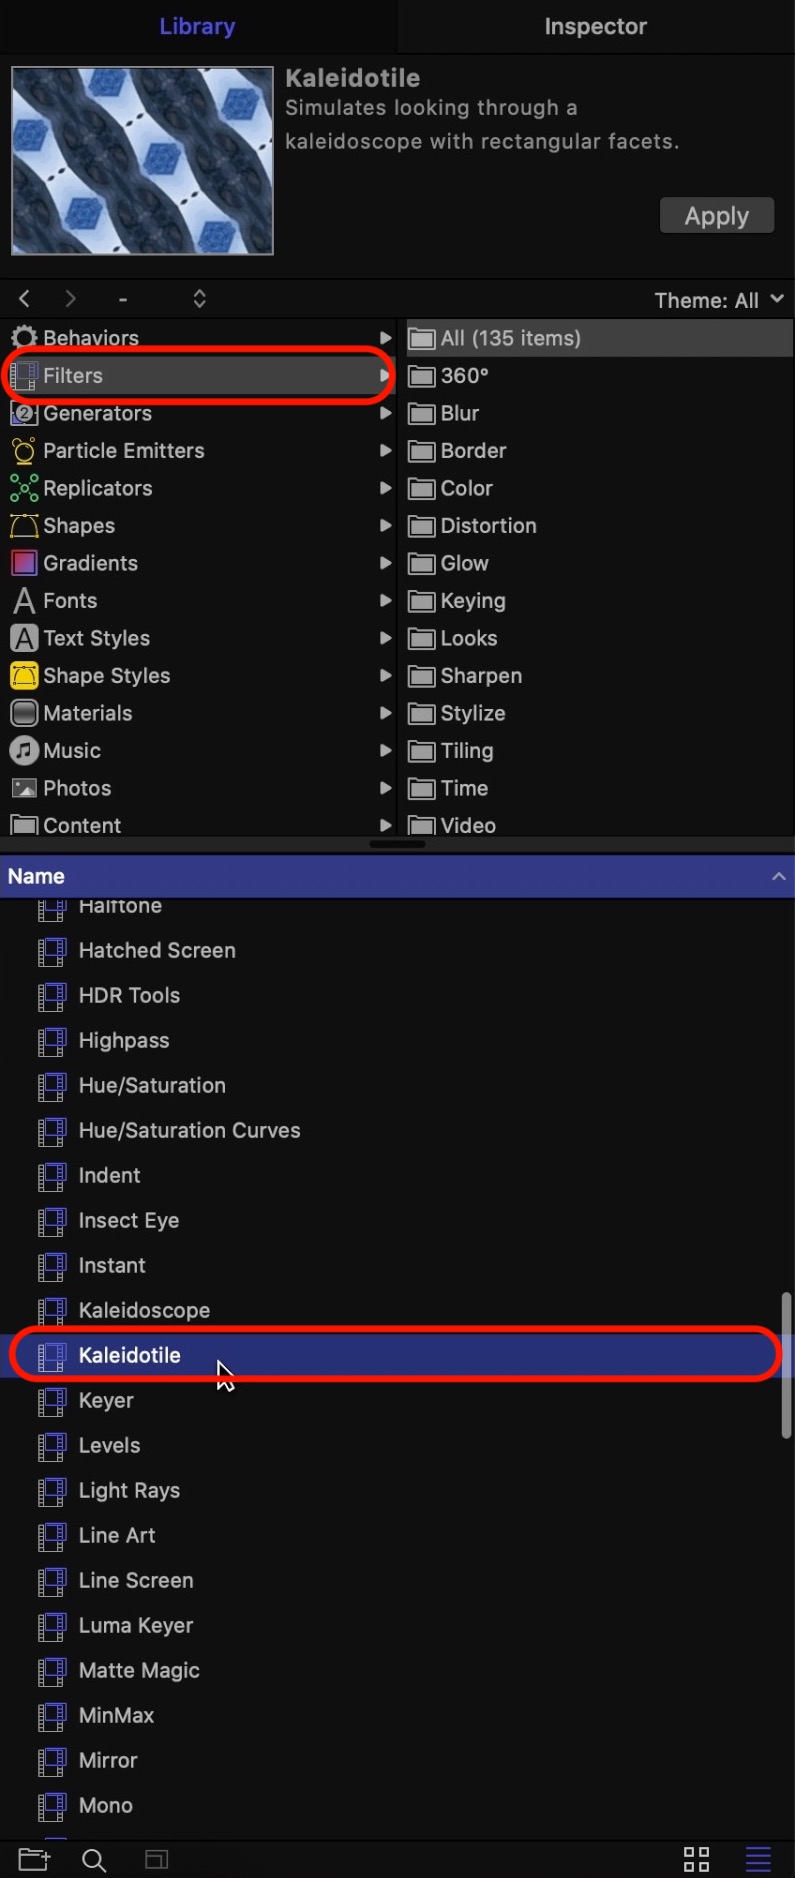 Library
Inspector
Kaleidotile
Simulates looking through a
kaleidoscope with rectangular facets.
Apply
-
Theme: All
Behaviors
Filters
Generators
Particle Emitters
Replicators
Shapes
Gradients
Fonts
Text Styles
Shape Styles
Materials
Music
Photos
Content
All (135 items)
360°
Blur
Border
Color
Distortion
Glow
Keying
Looks
Sharpen
Stylize
Tiling
Time
Video
Name
Halftone
Hatched Screen
HDR Tools
Highpass
Hue/Saturation
Hue/Saturation Curves
Indent
Insect Eye
Instant
Kaleidoscope
Kaleidotile
Keyer
Levels
Light Rays
Line Art
Line Screen
Luma Keyer
Matte Magic
MinMax
Mirror
Mono